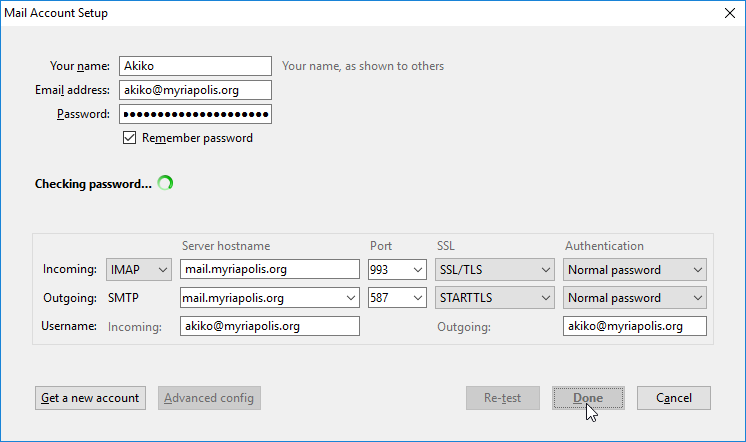 Mail Account Setup
Your name: Akiko Your name, as shown to others
Email address: akiko@myriapolis.org
Password: ●●●●●●●●●●●●●●●●●●●●●
Remember password
Checking password...
Server hostname Port SSL Authentication
Incoming: IMAP mail.myriapolis.org 993 SSL/TLS Normal password
Outgoing: SMTP mail.myriapolis.org 587 STARTTLS Normal password
Username: Incoming: akiko@myriapolis.org Outgoing: akiko@myriapolis.org
Get a new account Advanced config Re-test Done Cancel